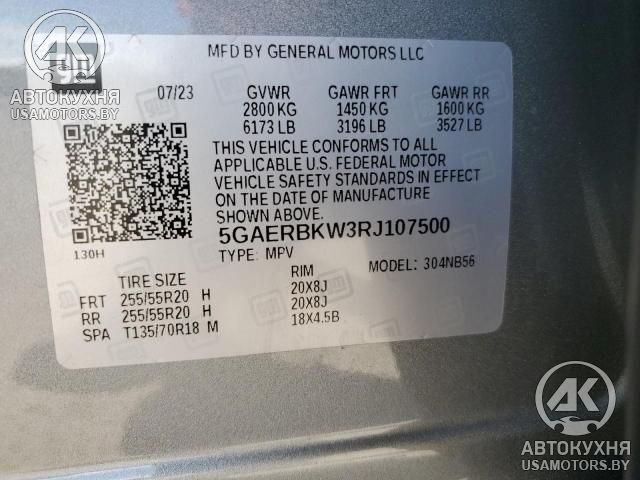 MFD BY GENERAL MOTORS LLC
GM
АК
АВТОКУХНЯ
USAMOTORS.BY
07/23 GVWR GAWR FRT GAWR RR
2800 KG 1450 KG 1600 KG
6173 LB 3196 LB 3527 LB
THIS VEHICLE CONFORMS TO ALL
APPLICABLE U.S. FEDERAL MOTOR
VEHICLE SAFETY STANDARDS IN EFFECT
ON THE DATE OF MANUFACTURE
SHOWN ABOVE.
5GAERBKW3RJ107500
130H
TYPE: MPV
MODEL: 304NB56
TIRE SIZE RIM
FRT 255/55R20 H 20X8J
RR 255/55R20 H 20X8J
SPA T135/70R18 M 18X4.5B
АК
АВТОКУХНЯ
USAMOTORS.BY